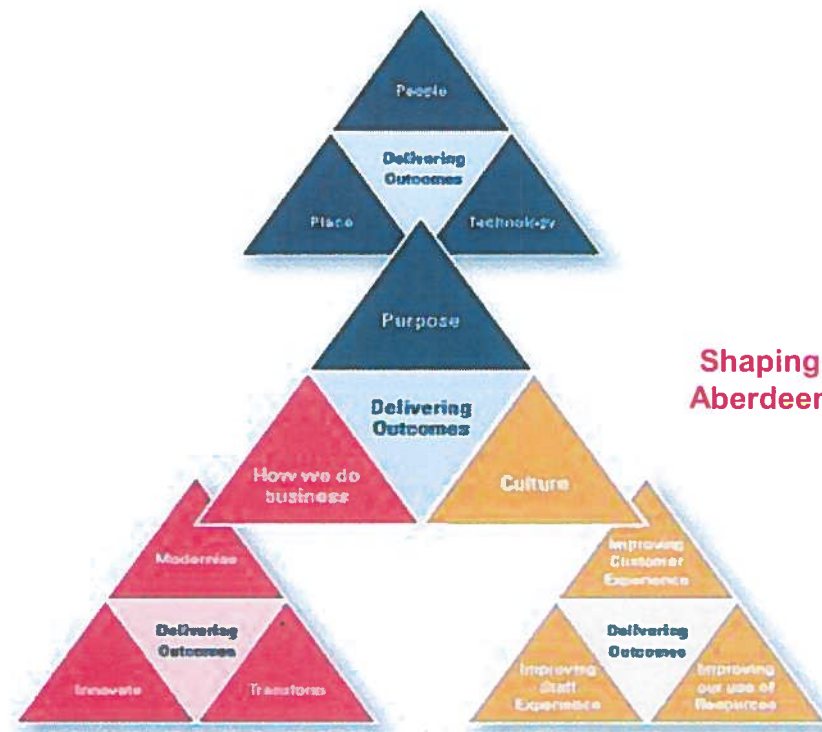 People
Delivering
Outcomes
Place
Technology
Purpose
Shaping
Aberdeen
Delivering
Outcomes
How we do
business
Culture
Modernise
Delivering
Outcomes
Innovate
Transform
Improving
Customer
Experience
Delivering
Outcomes
Improving
Staff
Experience
Improving
our use of
Resources